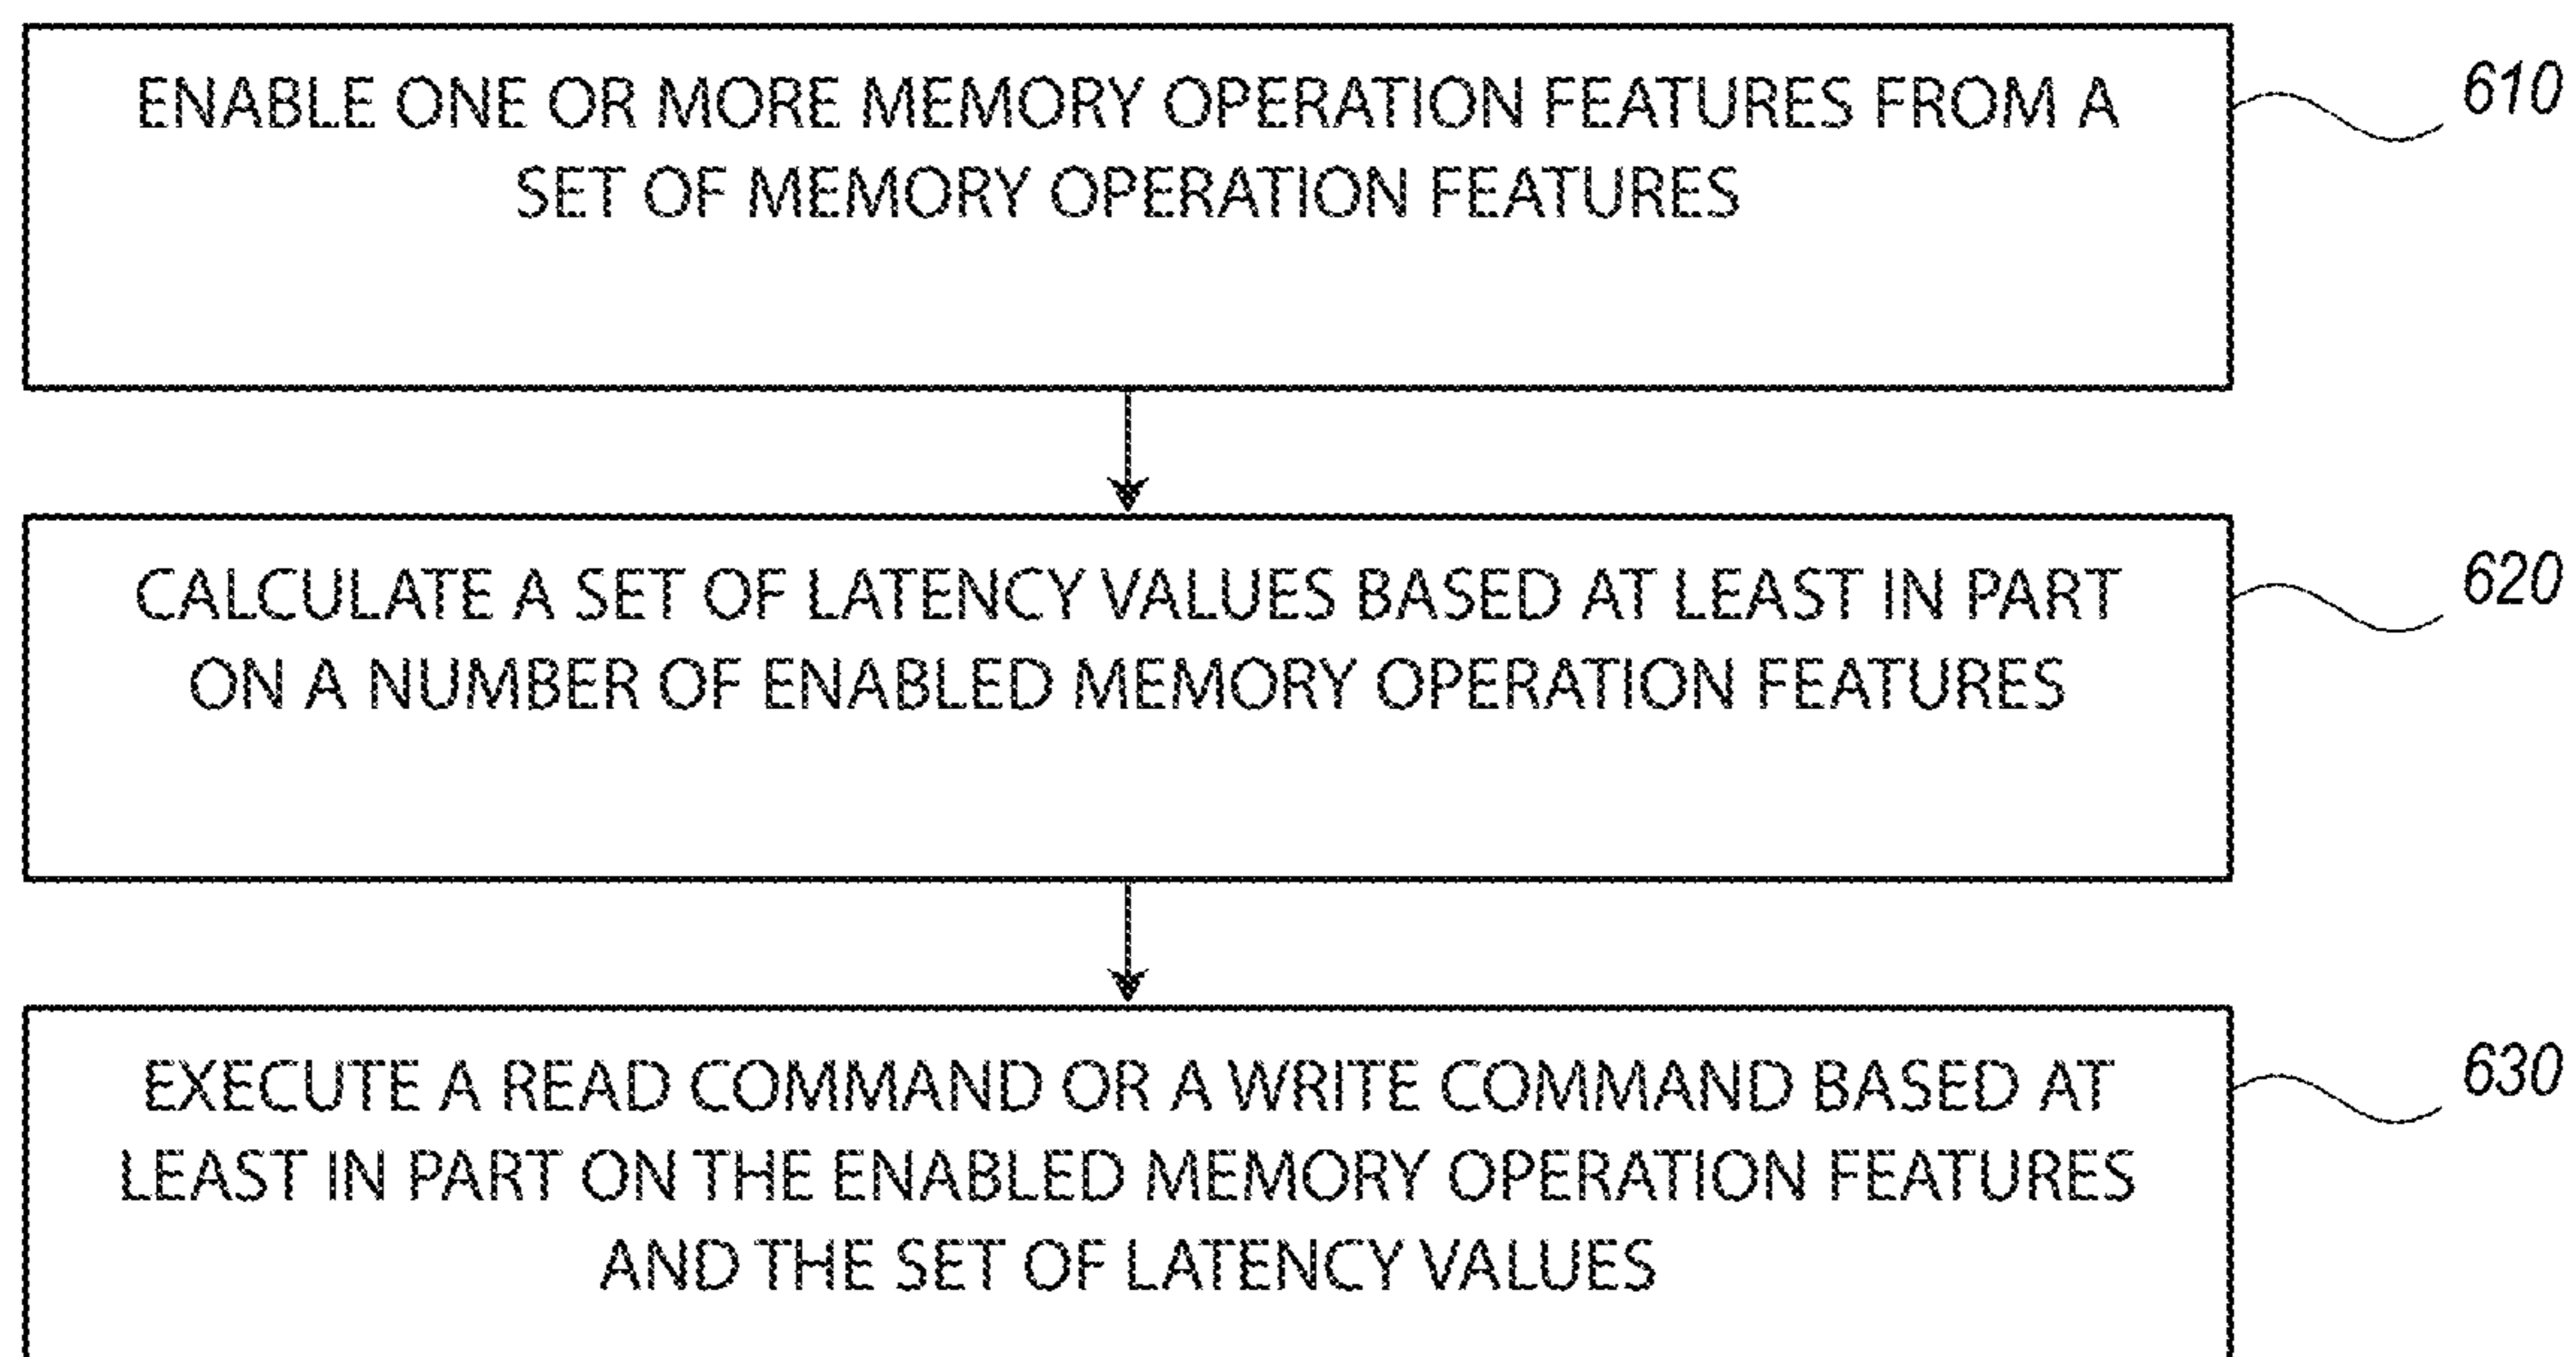 ENABLE ONE OR MORE MEMORY OPERATION FEATURES FROM A
SET OF MEMORY OPERATION FEATURES
610
CALCULATE A SET OF LATENCY VALUES BASED AT LEAST IN PART
ON A NUMBER OF ENABLED MEMORY OPERATION FEATURES
620
EXECUTE A READ COMMAND OR A WRITE COMMAND BASED AT
LEAST IN PART ON THE ENABLED MEMORY OPERATION FEATURES
AND THE SET OF LATENCY VALUES
630